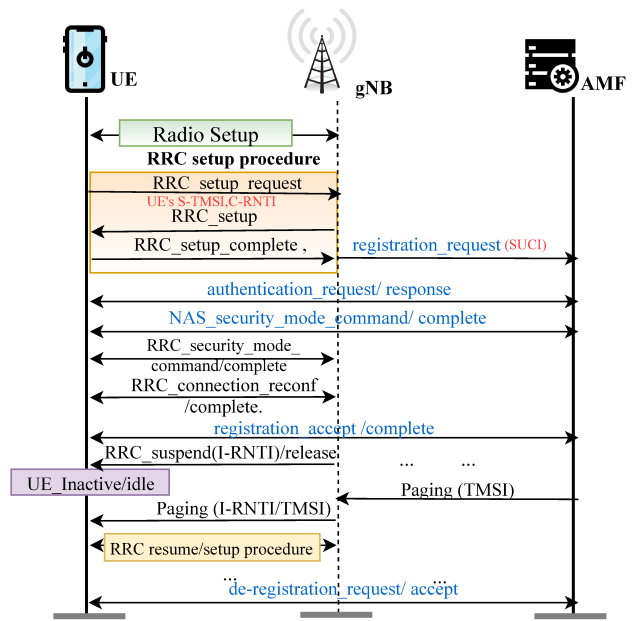 UE
gNB
AMF
Radio Setup
RRC setup procedure
RRC_setup_request
UE's S-TMSI,C-RNTI
RRC_setup
RRC_setup_complete ,
registration_request (SUCI)
authentication_request/ response
NAS_security_mode_command/ complete
RRC_security_mode_
command/complete
RRC_connection_reconf
/complete.
registration_accept /complete
RRC_suspend(I-RNTI)/release
... ...
UE_Inactive/idle
Paging (TMSI)
Paging (I-RNTI/TMSI)
RRC resume/setup procedure
... ...
de-registration_request/ accept